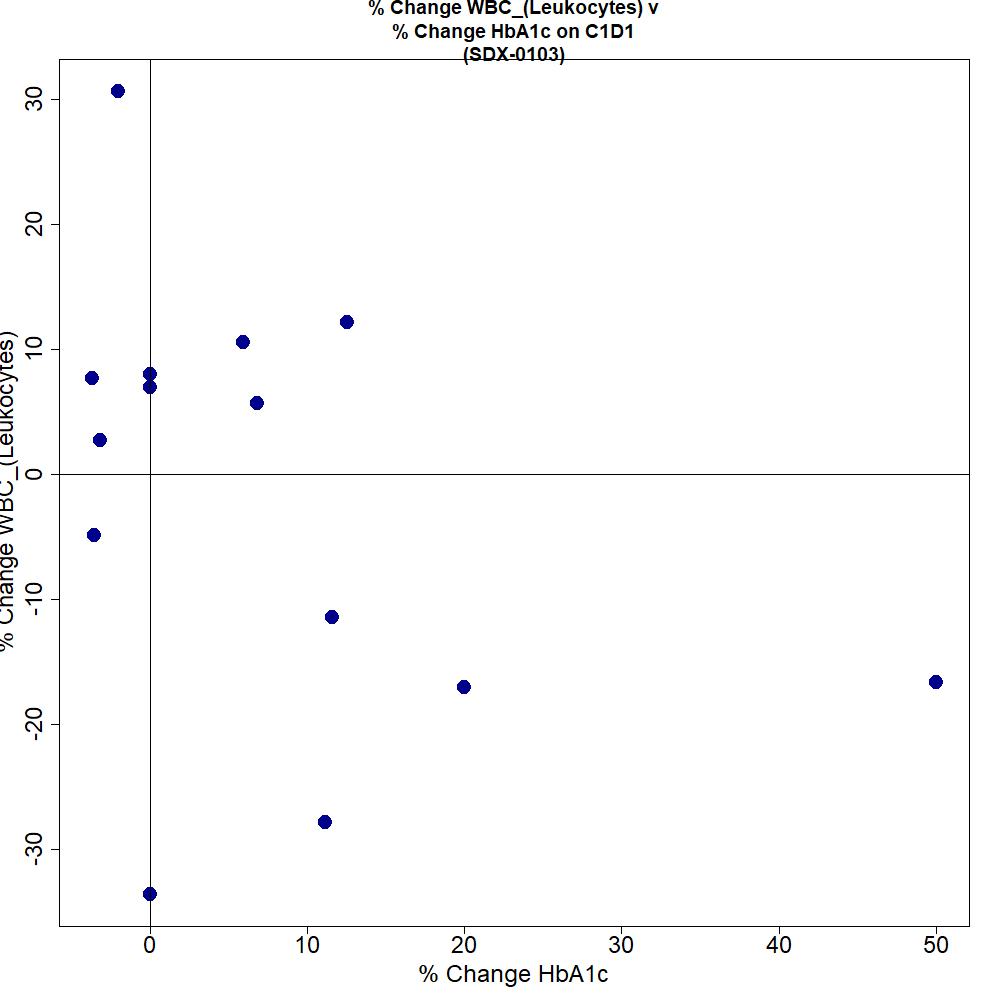 % Change WBC_(Leukocytes) v
% Change HbA1c on C1D1
(SDX-0103)
% Change WBC_(Leukocytes)
30
20
10
0
-10
-20
-30
0
10
20
30
40
50
% Change HbA1c